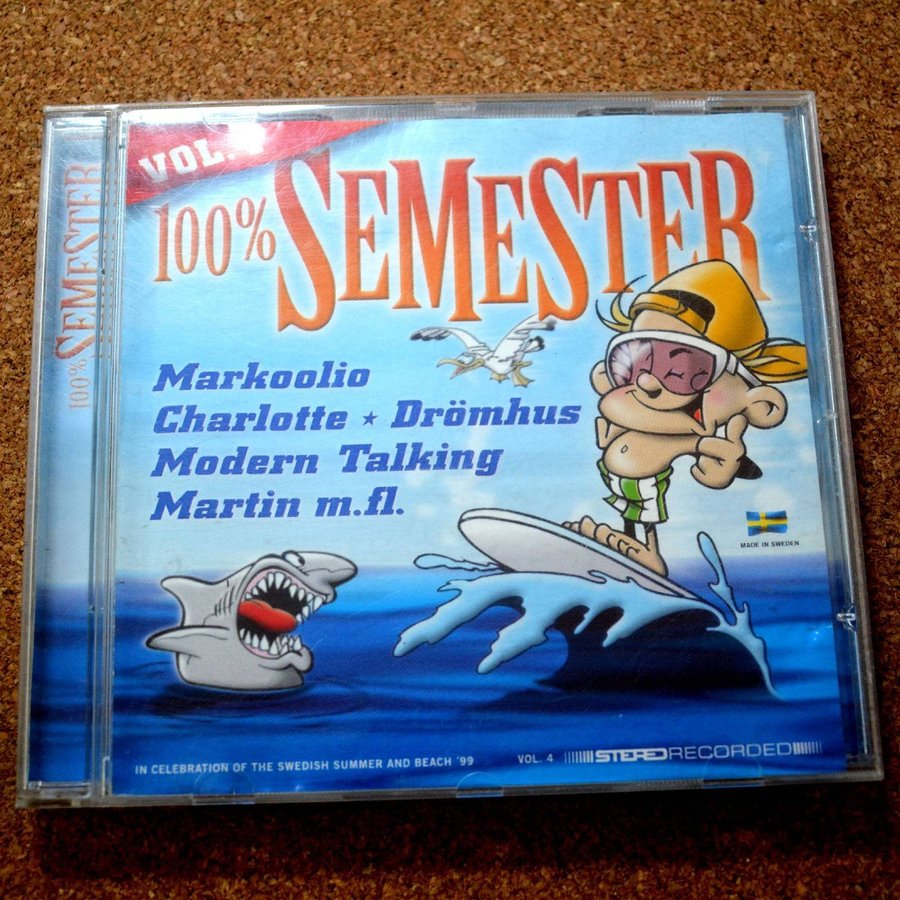 100% SEMESTER
VOL. 4
100% SEMESTER
Markoolio
Charlotte ★ Drömhus
Modern Talking
Martin m.fl.
MADE IN SWEDEN
IN CELEBRATION OF THE SWEDISH SUMMER AND BEACH ´99
VOL. 4
STEREO RECORDED